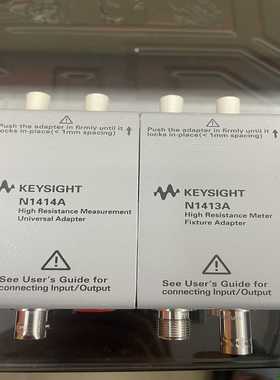 Push the adapter in firmly until it
locks in-place(< 1mm spacing)
KEYSIGHT
N1414A
High Resistance Measurement
Universal Adapter
See User's Guide for
connecting Input/Output
Push the adapter in firmly until it
locks in-place(< 1mm spacing)
KEYSIGHT
N1413A
High Resistance Meter
Fixture Adapter
See User's Guide for
connecting Input/Output